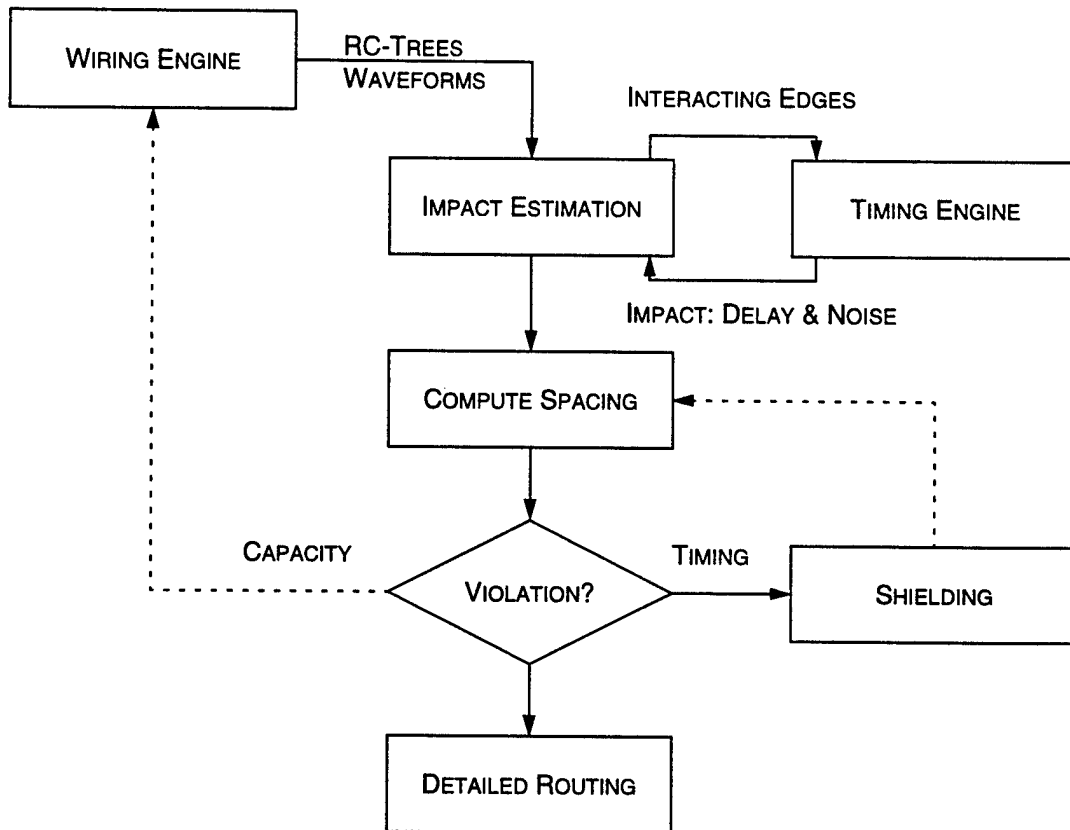 WIRING ENGINE
RC-TREES
WAVEFORMS
INTERACTING EDGES
IMPACT ESTIMATION
TIMING ENGINE
IMPACT: DELAY & NOISE
COMPUTE SPACING
CAPACITY
TIMING
VIOLATION?
SHIELDING
DETAILED ROUTING